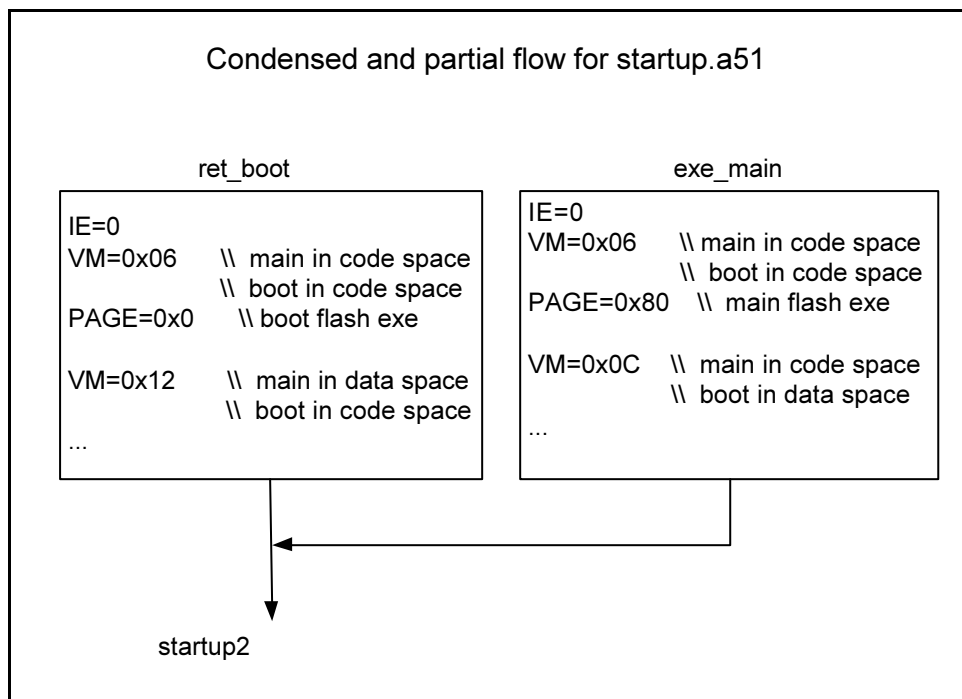 Condensed and partial flow for startup.a51
ret_boot
IE=0
VM=0x06 \\ main in code space
\\ boot in code space
PAGE=0x0 \\ boot flash exe
VM=0x12 \\ main in data space
\\ boot in code space
...
exe_main
IE=0
VM=0x06 \\ main in code space
\\ boot in code space
PAGE=0x80 \\ main flash exe
VM=0x0C \\ main in code space
\\ boot in data space
...
startup2